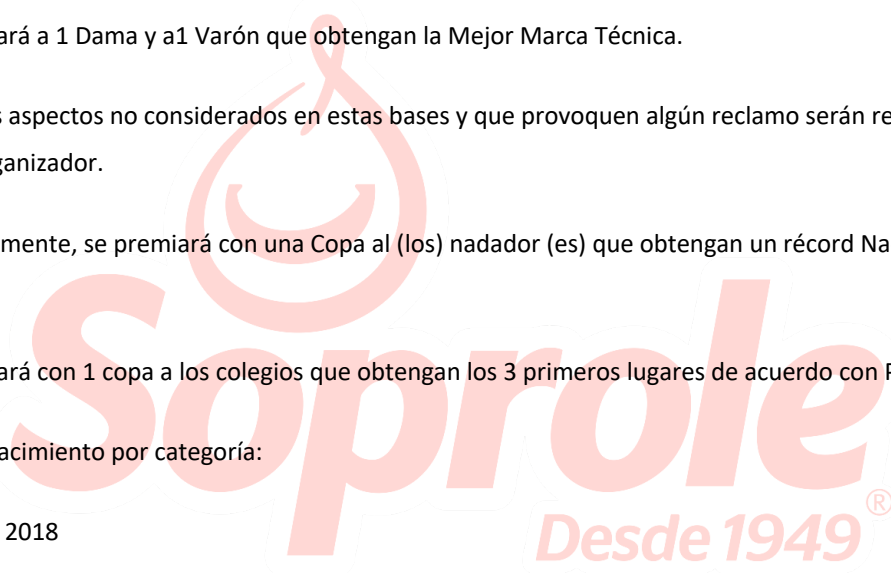 ará a 1 Dama y a1 Varón que obtengan la Mejor Marca Técnica.
s aspectos no considerados en estas bases y que provoquen algún reclamo serán re
ganizador.
mente, se premiará con una Copa al (los) nadador (es) que obtengan un récord Na
ará con 1 copa a los colegios que obtengan los 3 primeros lugares de acuerdo con P
acimiento por categoría:
2018
Soprole®
Desde 1949